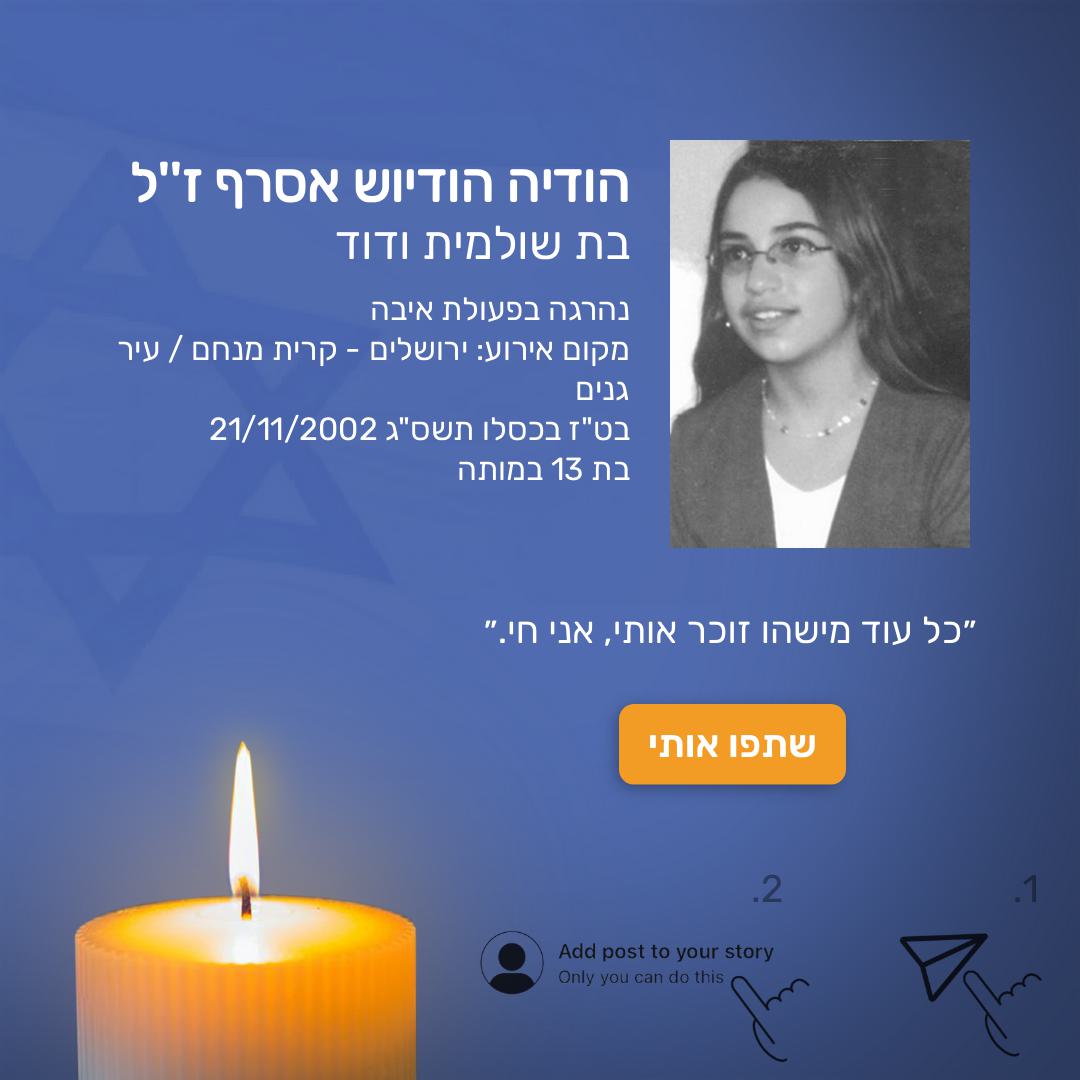 הודיה הודיוש אסרף ז"ל
בת שולמית ודוד
נהרגה בפעולת איבה
מקום אירוע: ירושלים - קרית מנחם / עיר
גנים
בט"ז בכסלו תשס"ג 21/11/2002
בת 13 במותה
״כל עוד מישהו זוכר אותי, אני חי.״
שתפו אותי
1.
2.
Add post to your story
Only you can do this